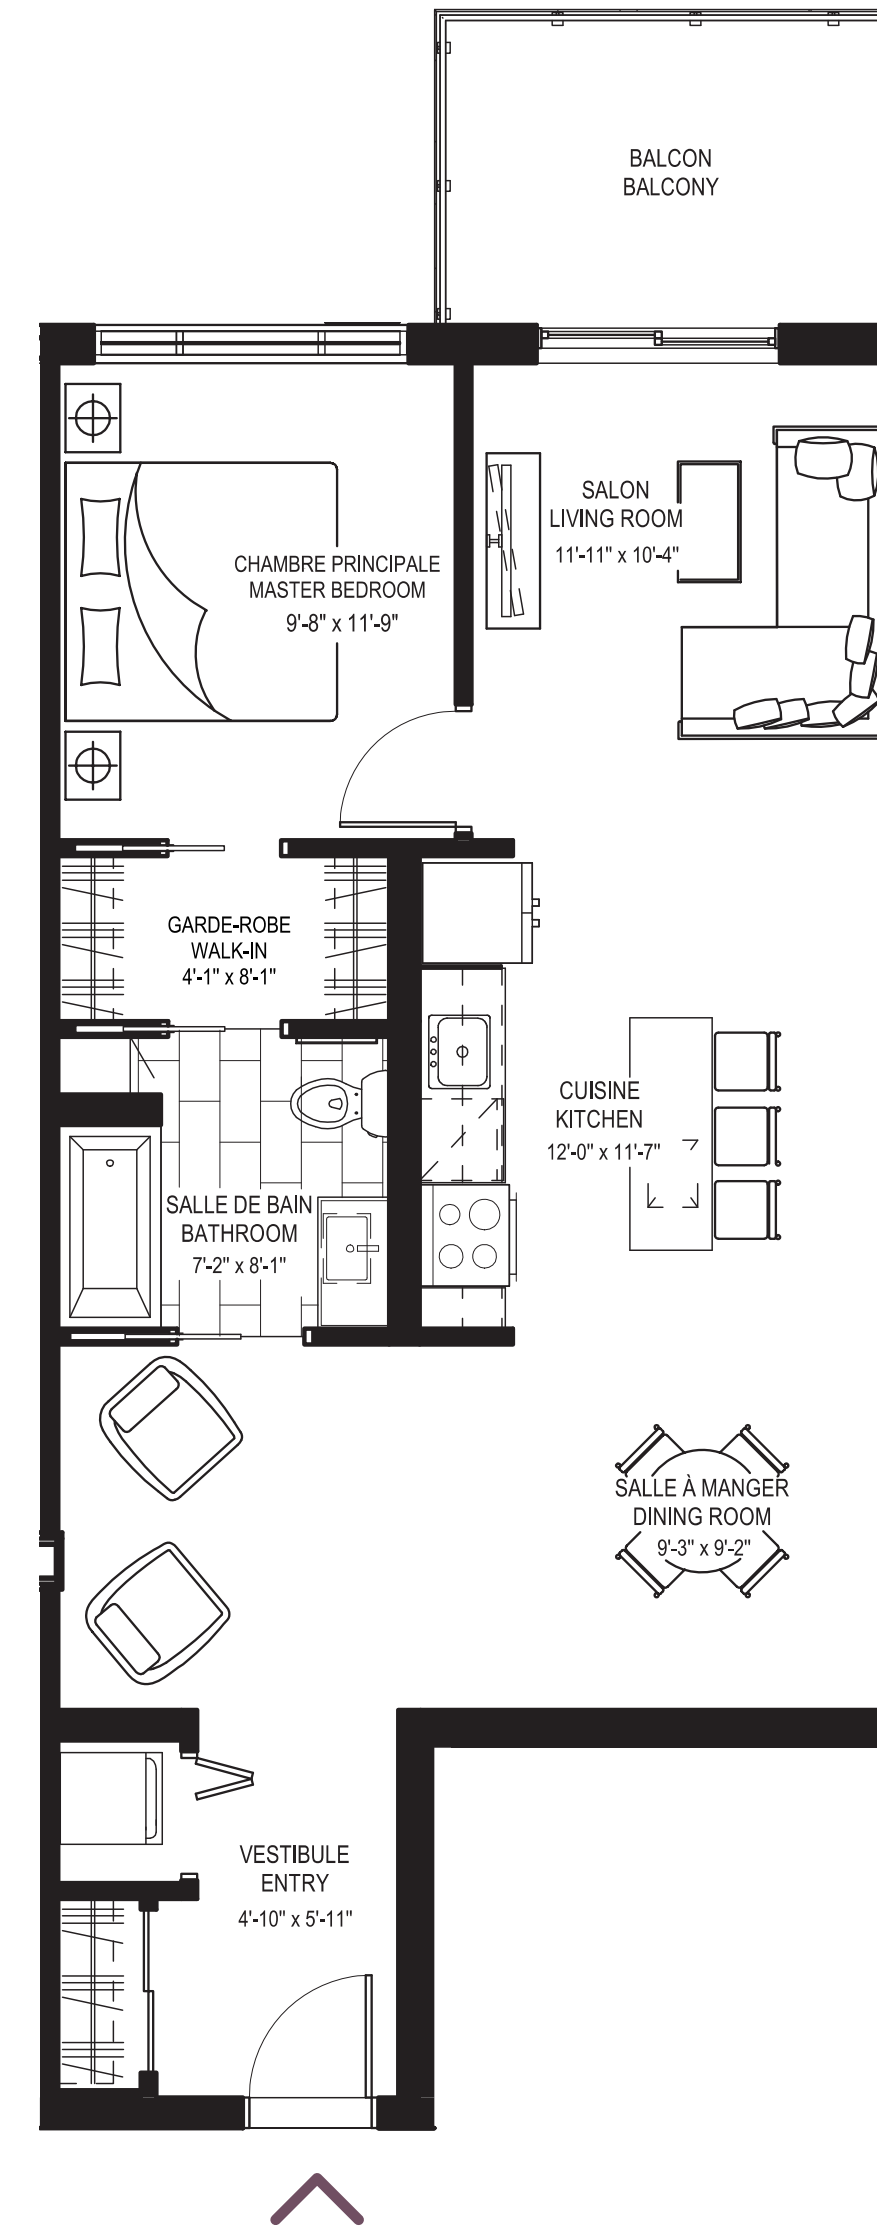 BALCON
BALCONY
SALON
LIVING ROOM
11'-11" x 10'-4"
CHAMBRE PRINCIPALE
MASTER BEDROOM
9'-8" x 11'-9"
GARDE-ROBE
WALK-IN
4'-1" x 8'-1"
CUISINE
KITCHEN
12'-0" x 11'-7"
SALLE DE BAIN
BATHROOM
7'-2" x 8'-1"
SALLE À MANGER
DINING ROOM
9'-3" x 9'-2"
VESTIBULE
ENTRY
4'-10" x 5'-11"